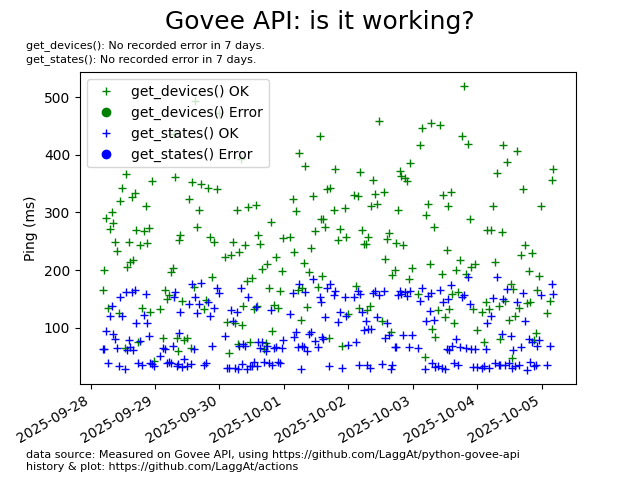 Govee API: is it working?
get_devices(): No recorded error in 7 days.
get_states(): No recorded error in 7 days.
get_devices() OK
get_devices() Error
get_states() OK
get_states() Error
Ping (ms)
500
400
300
200
100
2025-09-28
2025-09-29
2025-09-30
2025-10-01
2025-10-02
2025-10-03
2025-10-04
2025-10-05
data source: Measured on Govee API, using https://github.com/LaggAt/python-govee-api
history & plot: https://github.com/LaggAt/actions